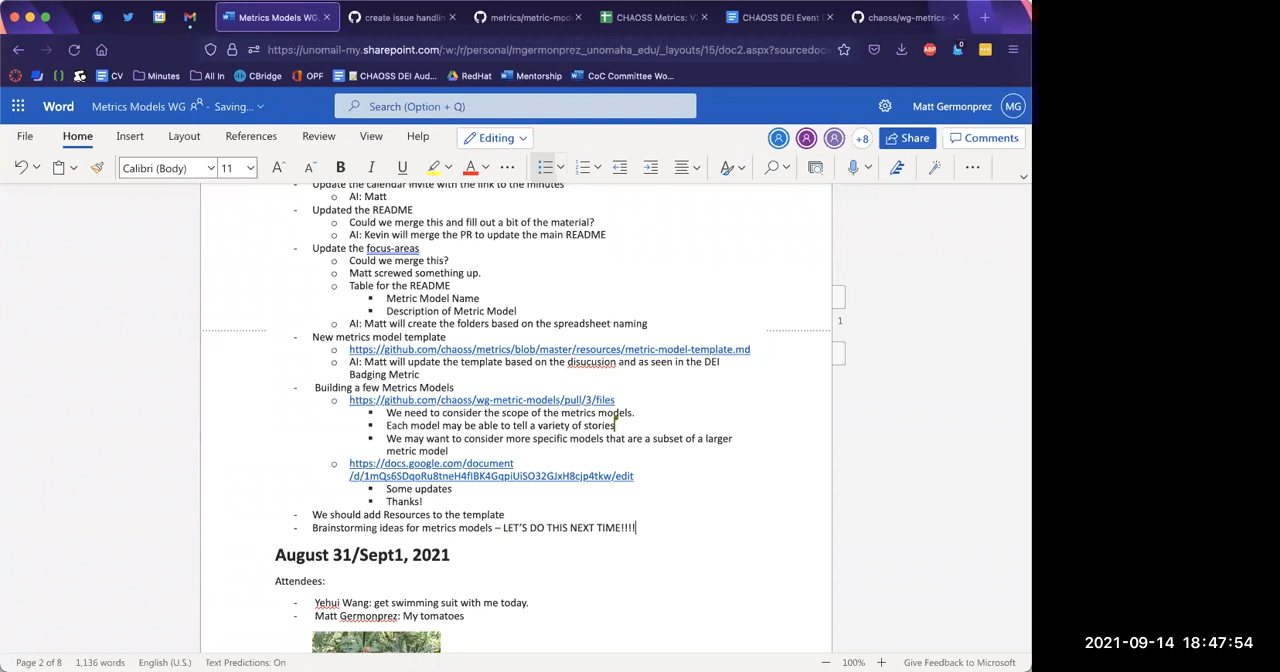 Metrics Models WG
create issue handlin
metrics/metric-mod
CHAOSS Metrics: V
CHAOSS DEI Event
chaoss/wg-metrics
https://unomail-my.sharepoint.com/:w:/r/personal/mgermonprez_unomaha_edu/_layouts/15/doc2.aspx?sourcedoc
ABP
0
CV
Minutes
All In
CBridge
OPF
CHAOSS DEI Aud...
RedHat
Mentorship
CoC Committee Wo...
Word
Metrics Models WG
- Saving...
Search (Option + Q)
Matt Germonprez
MG
File
Home
Insert
Layout
References
Review
View
Help
Editing
+8
Share
Comments
Calibri (Body)
11
Update the calendar invite with the link to the minutes
o AI: Matt
- Updated the README
o Could we merge this and fill out a bit of the material?
o AI: Kevin will merge the PR to update the main README
- Update the focus-areas
o Could we merge this?
o Matt screwed something up.
o Table for the README
▪ Metric Model Name
▪ Description of Metric Model
o AI: Matt will create the folders based on the spreadsheet naming
1
- New metrics model template
o https://github.com/chaoss/metrics/blob/master/resources/metric-model-template.md
o AI: Matt will update the template based on the disucusion and as seen in the DEI
Badging Metric
- Building a few Metrics Models
o https://github.com/chaoss/wg-metric-models/pull/3/files
▪ We need to consider the scope of the metrics models.
▪ Each model may be able to tell a variety of stories
▪ We may want to consider more specific models that are a subset of a larger
metric model
o https://docs.google.com/document
/d/1mQs6SDqoRu8tneH4fIBK4GqpiUiSO32GJxH8cjp4tkw/edit
▪ Some updates
▪ Thanks!
- We should add Resources to the template
- Brainstorming ideas for metrics models – LET'S DO THIS NEXT TIME!!!!
August 31/Sept1, 2021
Attendees:
- Yehui Wang: get swimming suit with me today.
- Matt Germonprez: My tomatoes
Page 2 of 8
1,136 words
English (U.S.)
Text Predictions: On
100%
Give Feedback to Microsoft
2021-09-14 18:47:54